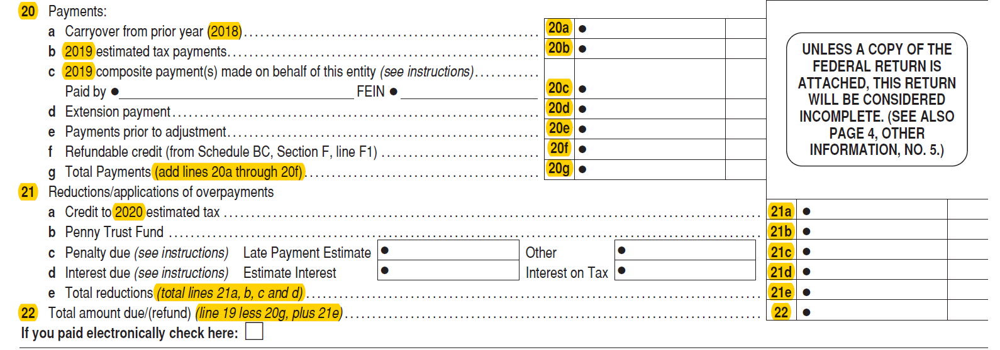 20 Payments:
a Carryover from prior year (2018) 20a ●
b 2019 estimated tax payments 20b ●
c 2019 composite payment(s) made on behalf of this entity (see instructions)
Paid by ● FEIN ● 20c ●
d Extension payment 20d ●
e Payments prior to adjustment 20e ●
f Refundable credit (from Schedule BC, Section F, line F1) 20f ●
g Total Payments (add lines 20a through 20f) 20g ●
UNLESS A COPY OF THE
FEDERAL RETURN IS
ATTACHED, THIS RETURN
WILL BE CONSIDERED
INCOMPLETE. (SEE ALSO
PAGE 4, OTHER
INFORMATION, NO. 5.)
21 Reductions/applications of overpayments
a Credit to 2020 estimated tax 21a ●
b Penny Trust Fund 21b ●
c Penalty due (see instructions) Late Payment Estimate ● Other ● 21c ●
d Interest due (see instructions) Estimate Interest ● Interest on Tax ● 21d ●
e Total reductions (total lines 21a, b, c and d) 21e ●
22 Total amount due/(refund) (line 19 less 20g, plus 21e) 22 ●
If you paid electronically check here: